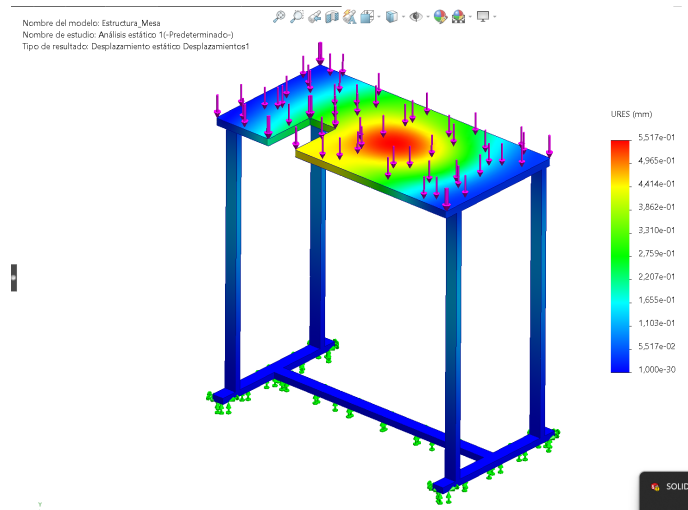 Nombre del modelo: Estructura_Mesa
Nombre de estudio: Análisis estático 1(-Predeterminado-)
Tipo de resultado: Desplazamiento estático Desplazamientos1
URES (mm)
5,517e-01
4,965e-01
4,414e-01
3,862e-01
3,310e-01
2,759e-01
2,207e-01
1,655e-01
1,103e-01
5,517e-02
1,000e-30
SOLID